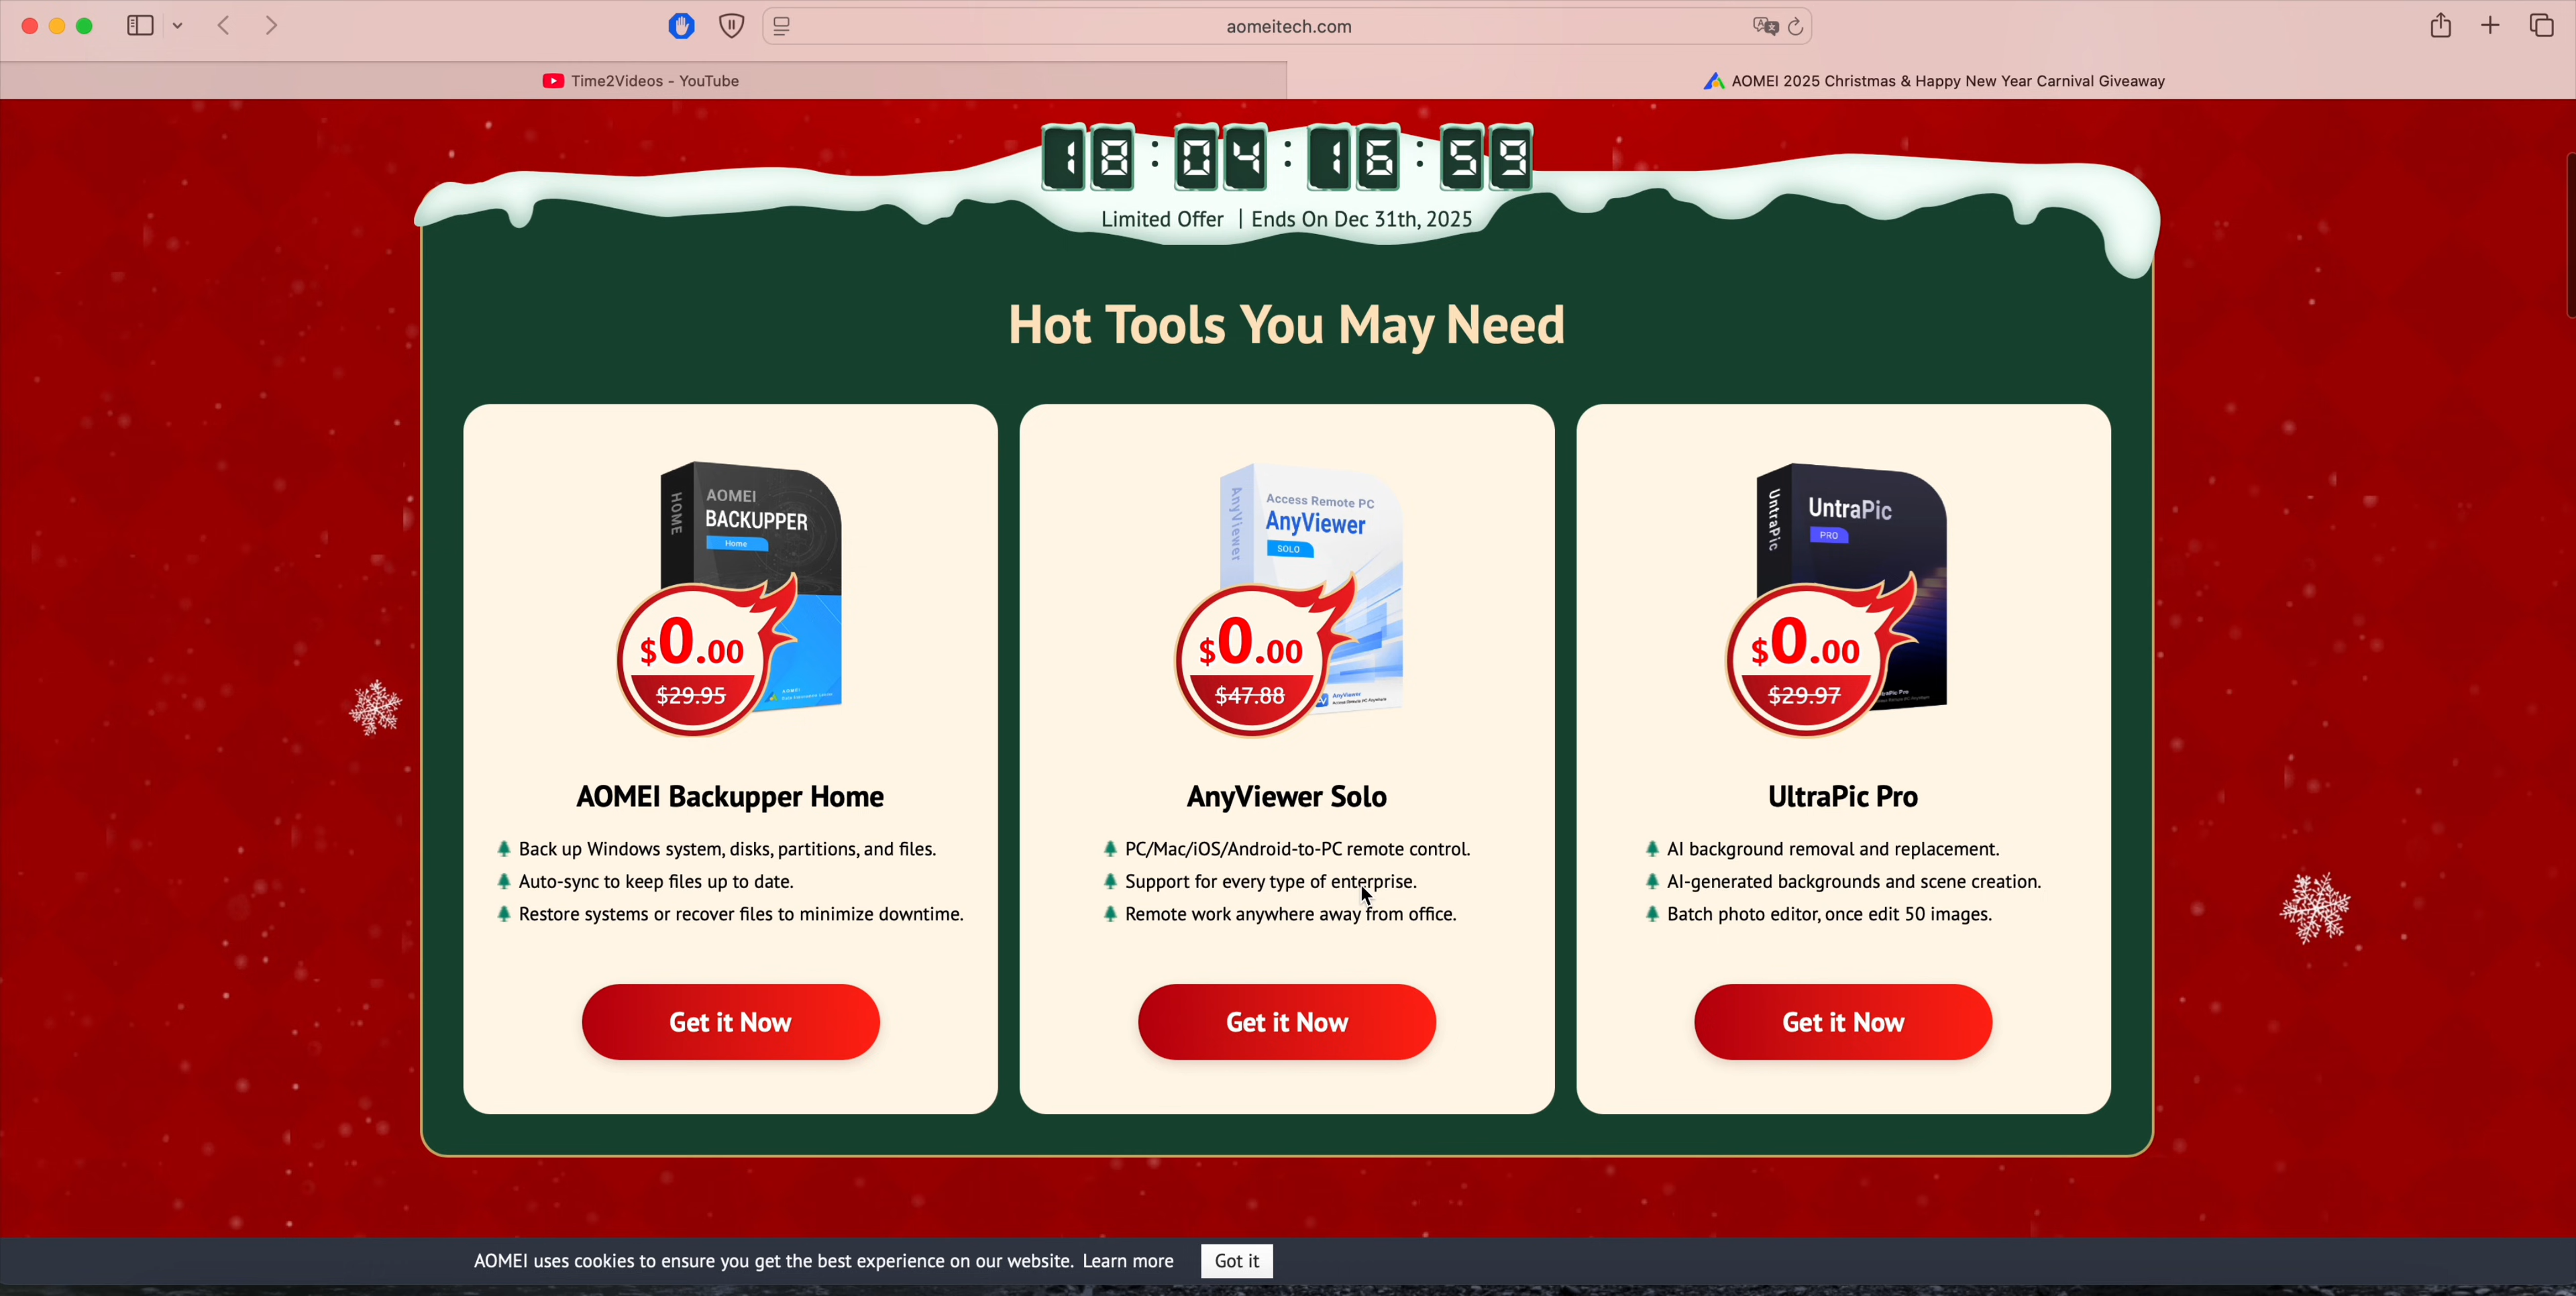 aomeitech.com
Time2Videos - YouTube
AOMEI 2025 Christmas & Happy New Year Carnival Giveaway
18 : 04 : 16 : 59
Limited Offer | Ends On Dec 31th, 2025
Hot Tools You May Need
HOME
AOMEI
BACKUPPER
Home
$0.00
$29.95
AOMEI Backupper Home
Back up Windows system, disks, partitions, and files.
Auto-sync to keep files up to date.
Restore systems or recover files to minimize downtime.
Get it Now
AnyViewer
Access Remote PC
AnyViewer
SOLO
$0.00
$47.88
AnyViewer
AnyViewer Solo
PC/Mac/iOS/Android-to-PC remote control.
Support for every type of enterprise.
Remote work anywhere away from office.
Get it Now
UntraPic
UntraPic
PRO
$0.00
$29.97
UltraPic Pro
AI background removal and replacement.
AI-generated backgrounds and scene creation.
Batch photo editor, once edit 50 images.
Get it Now
AOMEI uses cookies to ensure you get the best experience on our website. Learn more
Got it